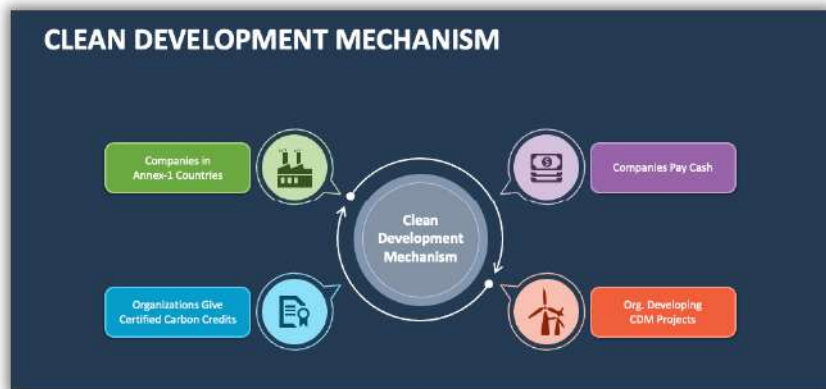 CLEAN DEVELOPMENT MECHANISM
Companies in
Annex-1 Countries
Companies Pay Cash
Clean
Development
Mechanism
Organizations Give
Certified Carbon Credits
Org. Developing
CDM Projects